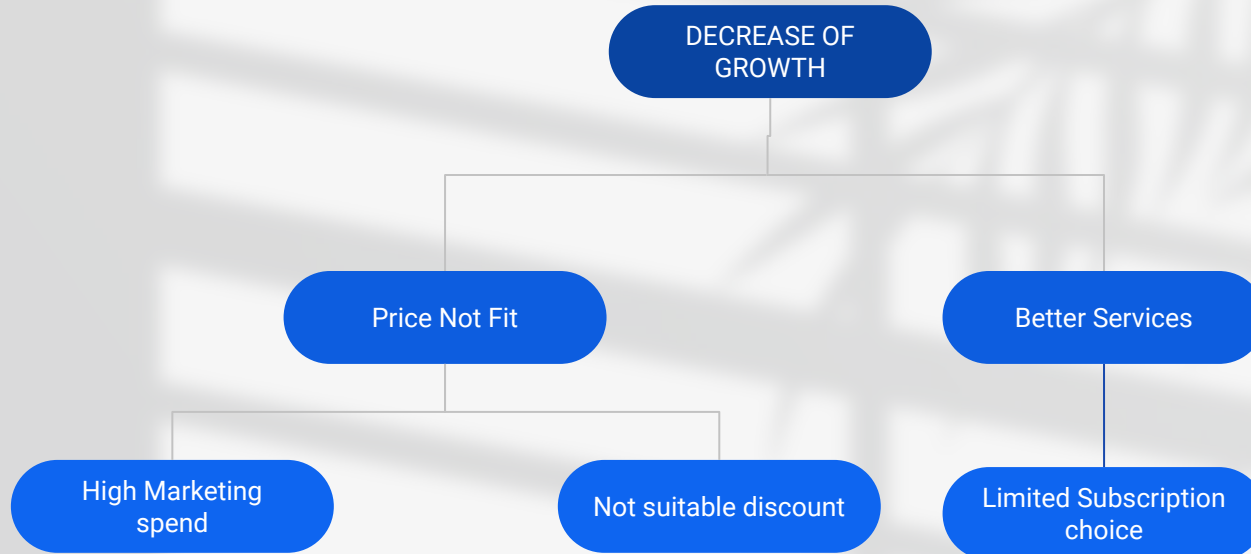 DECREASE OF
GROWTH
Price Not Fit
Better Services
High Marketing
spend
Not suitable discount
Limited Subscription
choice